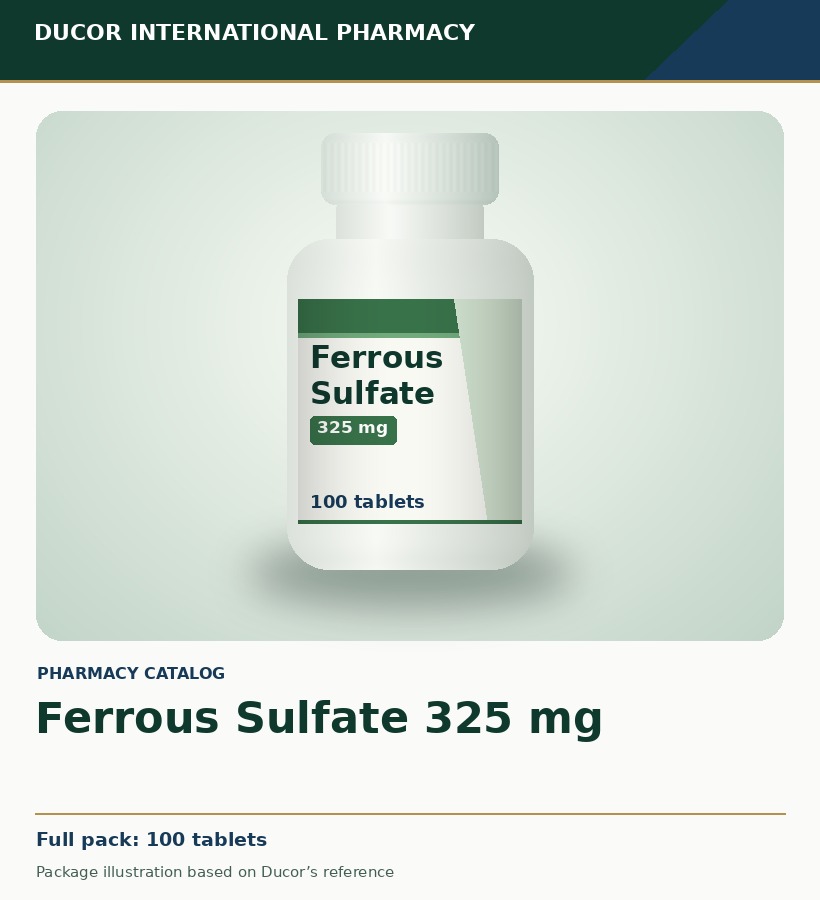 DUCOR INTERNATIONAL PHARMACY
Ferrous
Sulfate
325 mg
100 tablets
PHARMACY CATALOG
Ferrous Sulfate 325 mg
Full pack: 100 tablets
Package illustration based on Ducor’s reference